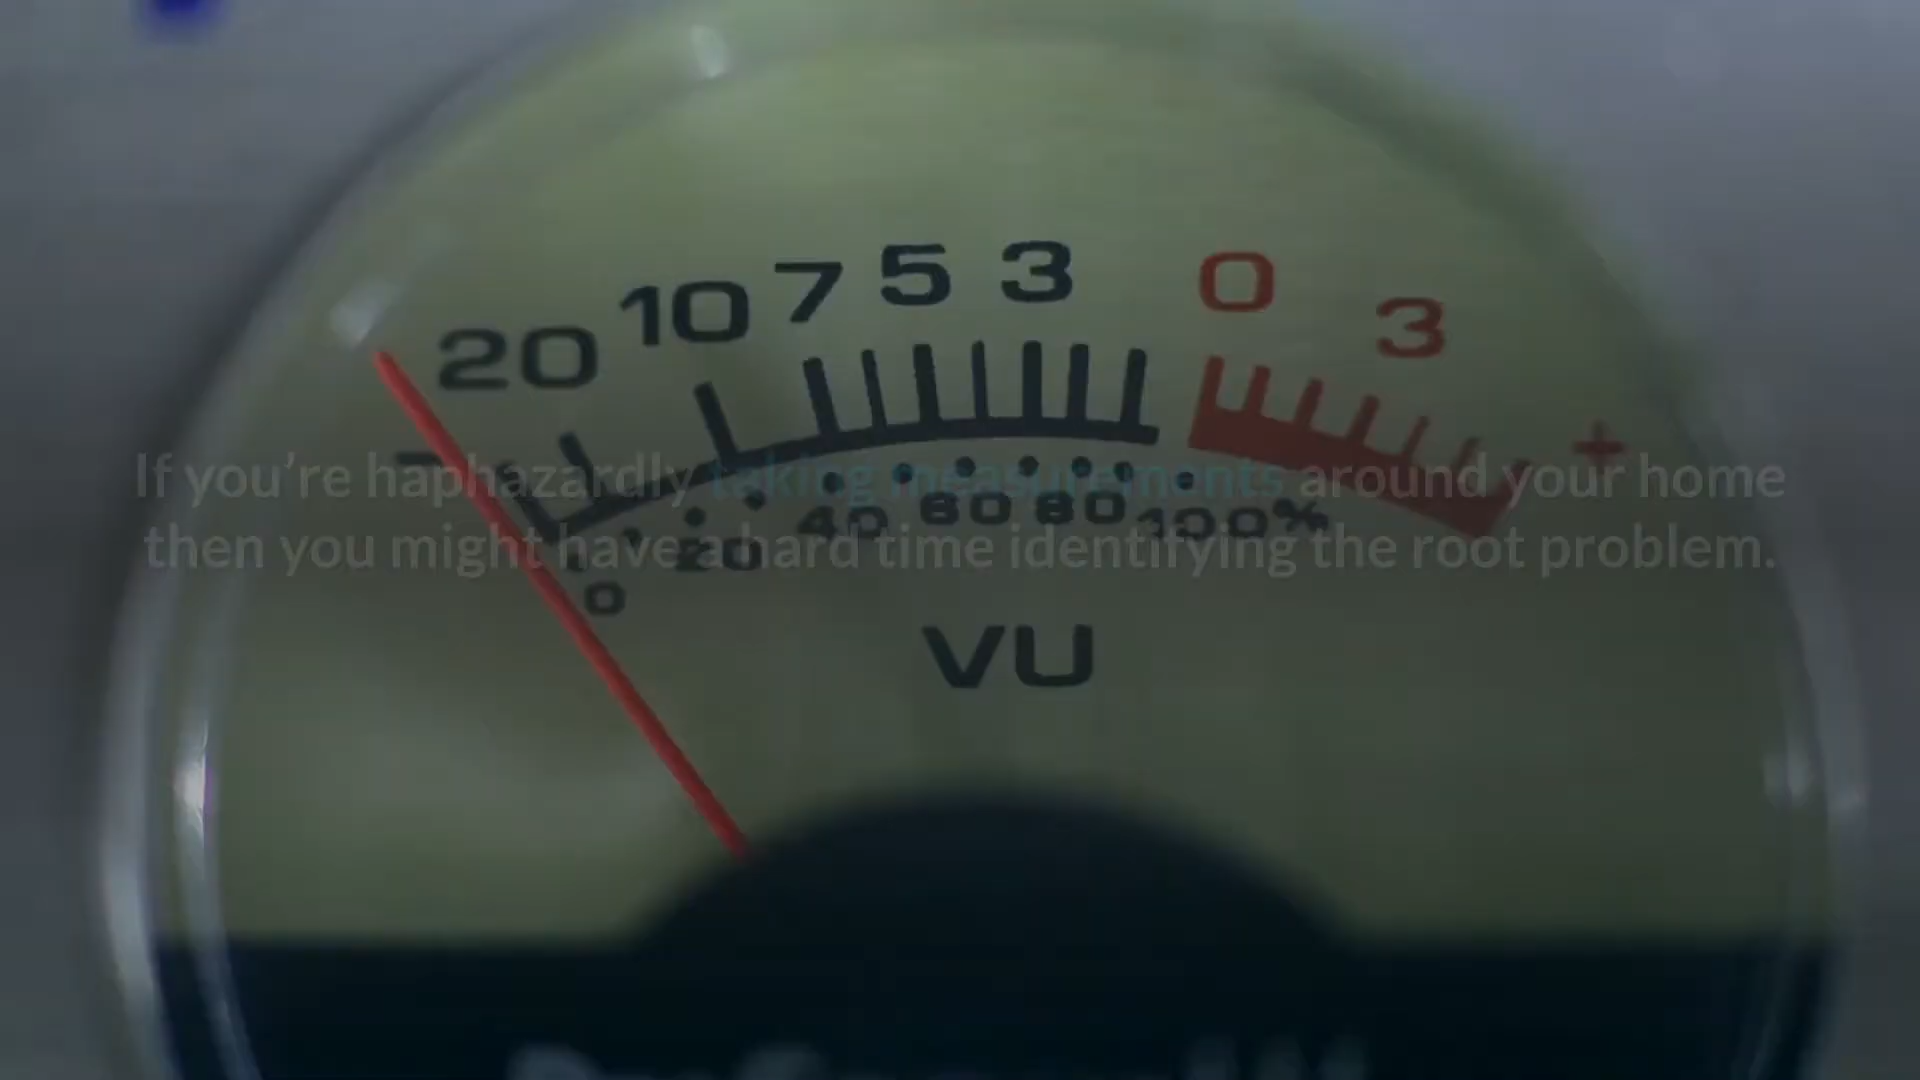 20 10 7 5 3 0 3
- +
If you’re haphazardly taking measurements around your home
then you might have a hard time identifying the root problem.
0 20 40 60 80 100%
VU